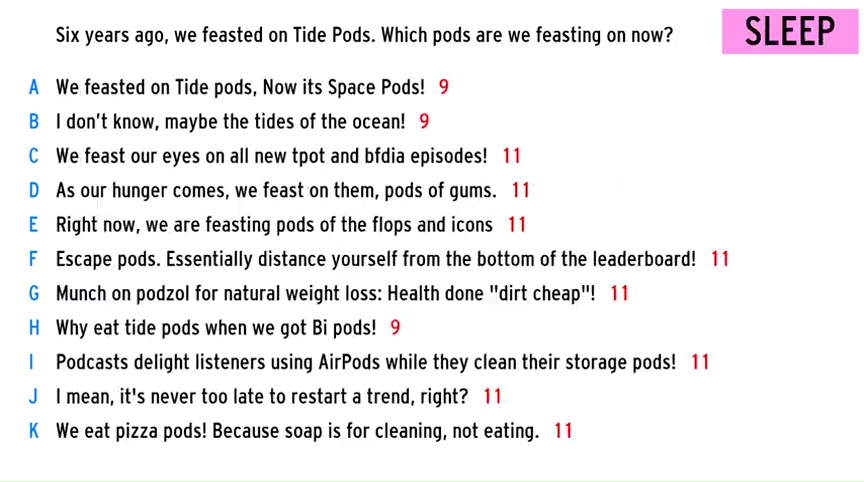 Six years ago, we feasted on Tide Pods. Which pods are we feasting on now?
SLEEP
A We feasted on Tide pods, Now its Space Pods! 9
B I don't know, maybe the tides of the ocean! 9
C We feast our eyes on all new tpot and bfdia episodes! 11
D As our hunger comes, we feast on them, pods of gums. 11
E Right now, we are feasting pods of the flops and icons 11
F Escape pods. Essentially distance yourself from the bottom of the leaderboard! 11
G Munch on podzol for natural weight loss: Health done "dirt cheap"! 11
H Why eat tide pods when we got Bi pods! 9
I Podcasts delight listeners using AirPods while they clean their storage pods! 11
J I mean, it's never too late to restart a trend, right? 11
K We eat pizza pods! Because soap is for cleaning, not eating. 11